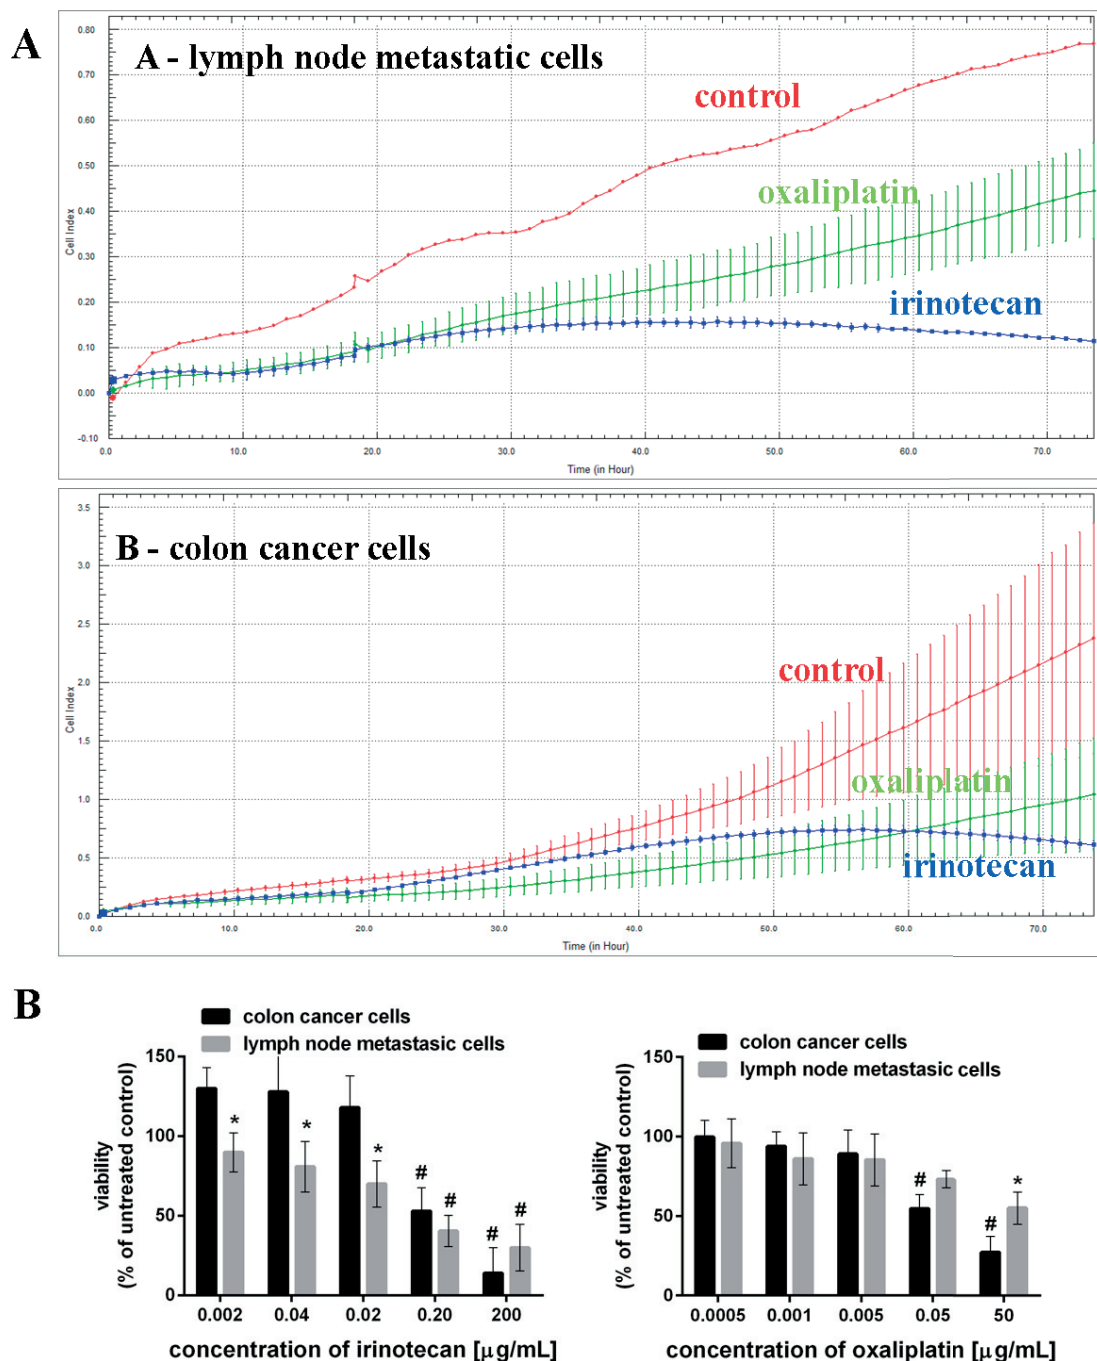 A
A - lymph node metastatic cells
control
oxaliplatin
irinotecan
Cell Index
0.80
0.70
0.60
0.50
0.40
0.30
0.20
0.10
0.00
-0.10
0.0 10.0 20.0 30.0 40.0 50.0 60.0 70.0
Time (in Hour)
B - colon cancer cells
control
oxaliplatin
irinotecan
Cell Index
3.5
3.0
2.5
2.0
1.5
1.0
0.5
0.0
0.0 10.0 20.0 30.0 40.0 50.0 60.0 70.0
Time (in Hour)
B
colon cancer cells
lymph node metastasic cells
viability
(% of untreated control)
150
100
50
0
* * * # # # #
0.002 0.04 0.02 0.20 200
concentration of irinotecan [µg/mL]
colon cancer cells
lymph node metastasic cells
viability
(% of untreated control)
150
100
50
0
# # *
0.0005 0.001 0.005 0.05 50
concentration of oxaliplatin [µg/mL]